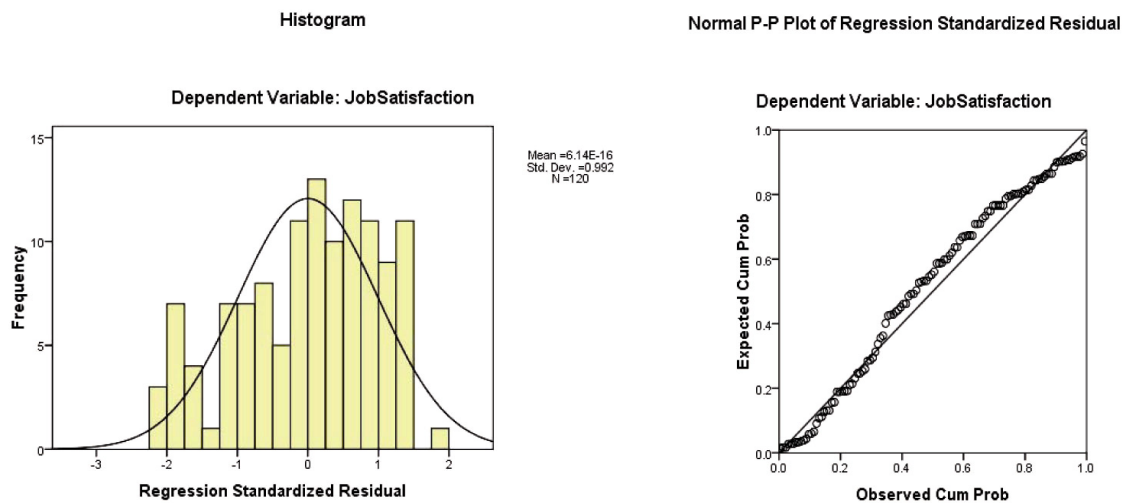 Histogram
Dependent Variable: JobSatisfaction
Mean =6.14E-16
Std. Dev. =0.992
N =120
Frequency
15
10
5
0
-3
-2
-1
0
1
2
Regression Standardized Residual
Normal P-P Plot of Regression Standardized Residual
Dependent Variable: JobSatisfaction
Expected Cum Prob
1.0
0.8
0.6
0.4
0.2
0.0
0.0
0.2
0.4
0.6
0.8
1.0
Observed Cum Prob